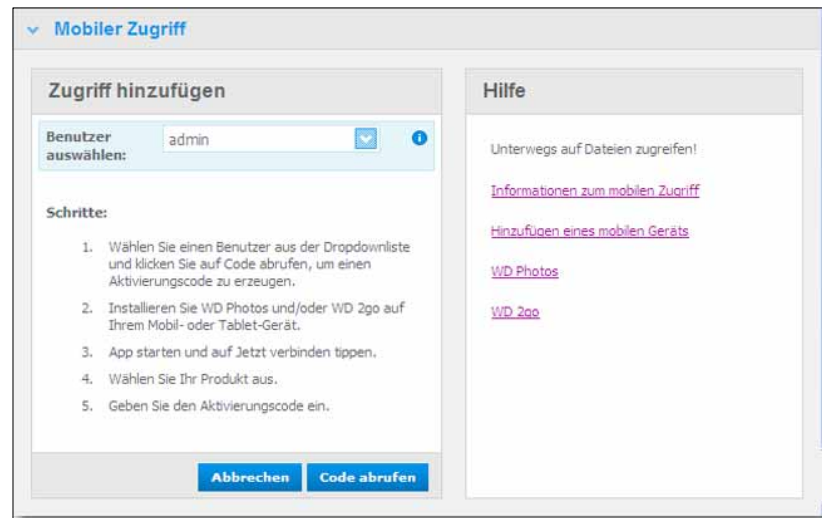 Mobiler Zugriff
Zugriff hinzufügen
Benutzer
auswählen:
admin
Schritte:
1. Wählen Sie einen Benutzer aus der Dropdownliste
und klicken Sie auf Code abrufen, um einen
Aktivierungscode zu erzeugen.
2. Installieren Sie WD Photos und/oder WD 2go auf
Ihrem Mobil- oder Tablet-Gerät.
3. App starten und auf Jetzt verbinden tippen.
4. Wählen Sie Ihr Produkt aus.
5. Geben Sie den Aktivierungscode ein.
Abbrechen
Code abrufen
Hilfe
Unterwegs auf Dateien zugreifen!
Informationen zum mobilen Zugriff
Hinzufügen eines mobilen Geräts
WD Photos
WD 2go